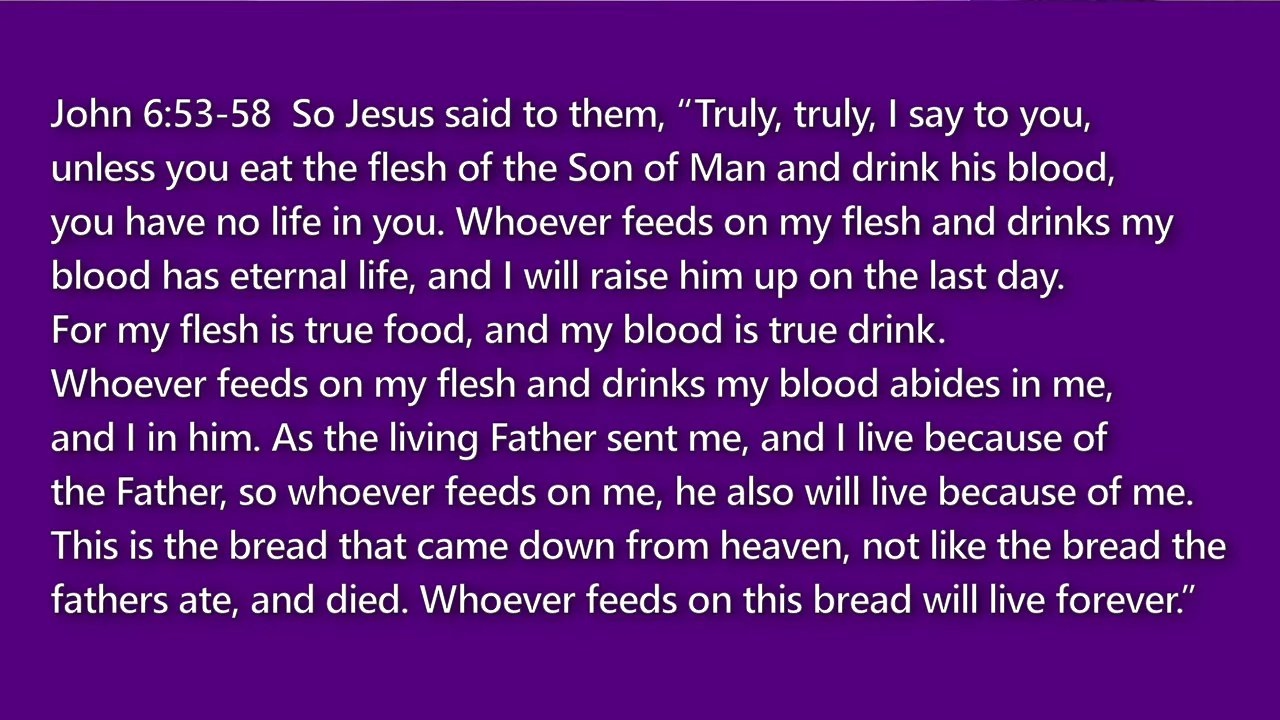 John 6:53-58  So Jesus said to them, “Truly, truly, I say to you,
unless you eat the flesh of the Son of Man and drink his blood,
you have no life in you. Whoever feeds on my flesh and drinks my
blood has eternal life, and I will raise him up on the last day.
For my flesh is true food, and my blood is true drink.
Whoever feeds on my flesh and drinks my blood abides in me,
and I in him. As the living Father sent me, and I live because of
the Father, so whoever feeds on me, he also will live because of me.
This is the bread that came down from heaven, not like the bread the
fathers ate, and died. Whoever feeds on this bread will live forever.”